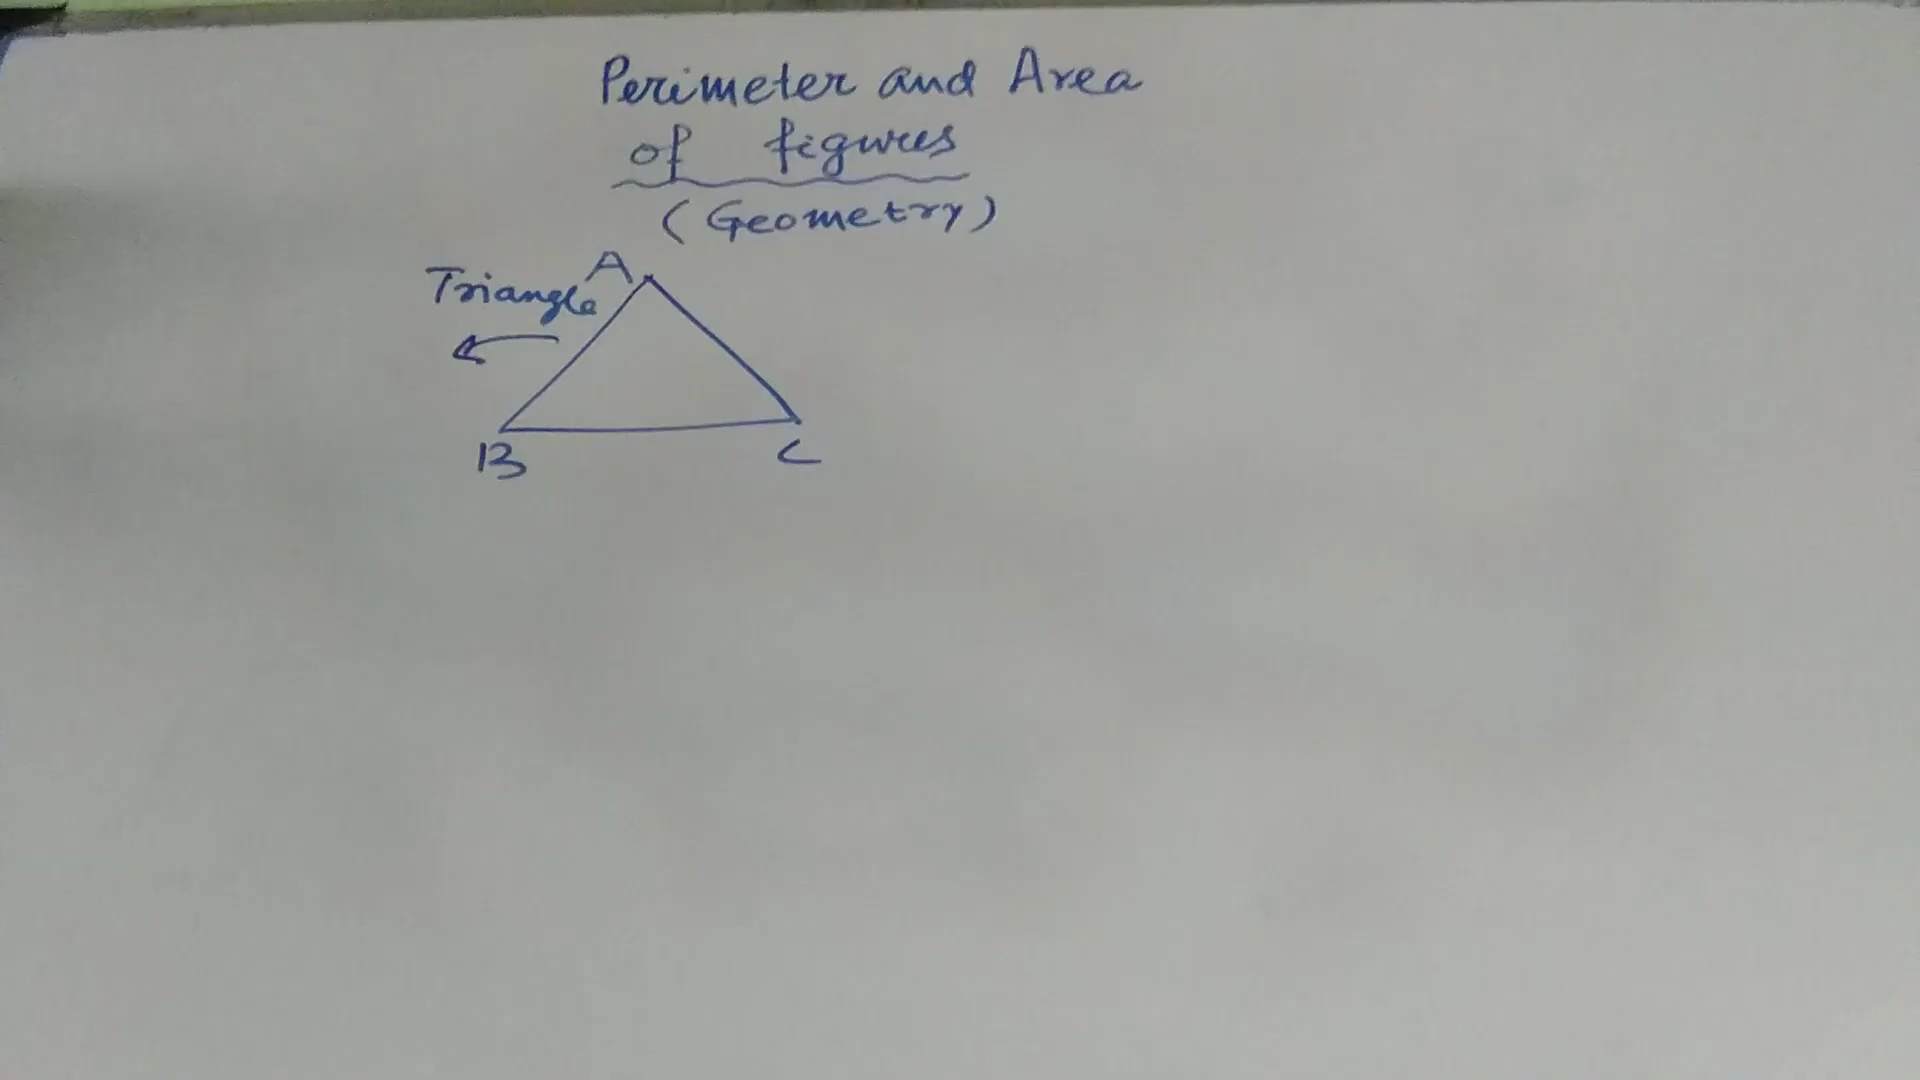 Perimeter and Area
of figures
(Geometry)
A
Triangle
B
C